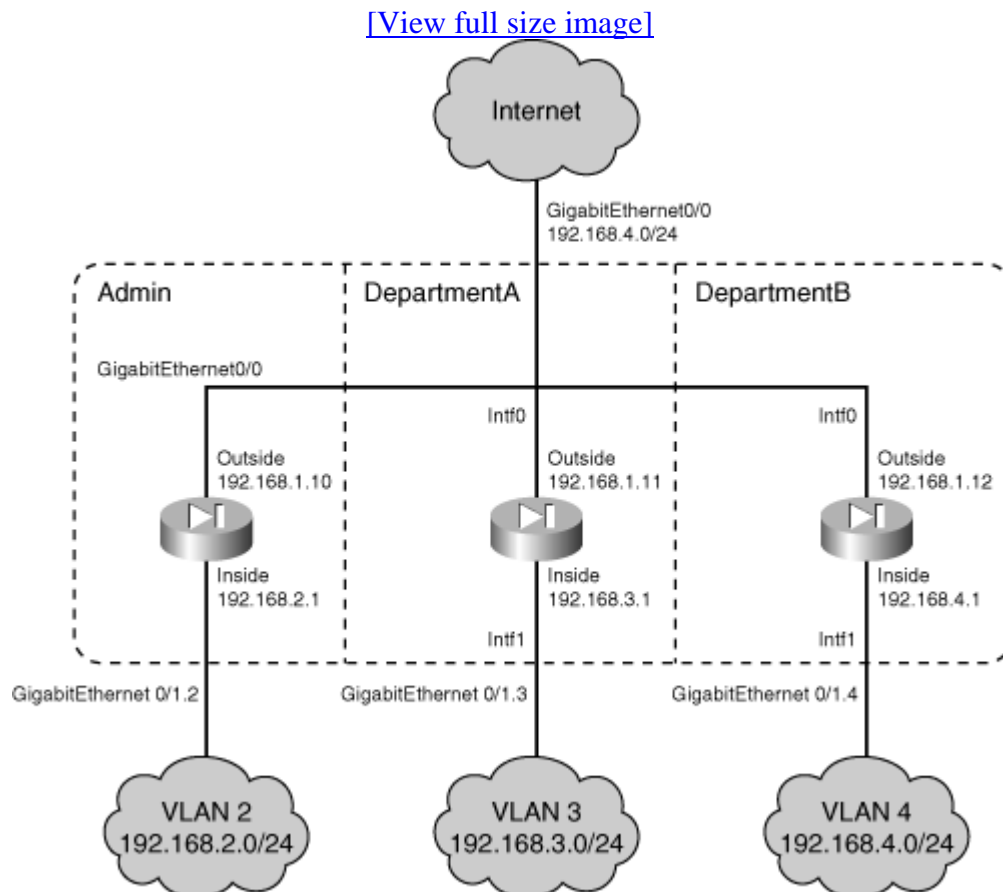 [View full size image]
Internet
GigabitEthernet0/0
192.168.4.0/24
Admin
DepartmentA
DepartmentB
GigabitEthernet0/0
Intf0
Intf0
Outside
192.168.1.10
Outside
192.168.1.11
Outside
192.168.1.12
Inside
192.168.2.1
Inside
192.168.3.1
Inside
192.168.4.1
Intf1
Intf1
GigabitEthernet 0/1.2
GigabitEthernet 0/1.3
GigabitEthernet 0/1.4
VLAN 2
192.168.2.0/24
VLAN 3
192.168.3.0/24
VLAN 4
192.168.4.0/24